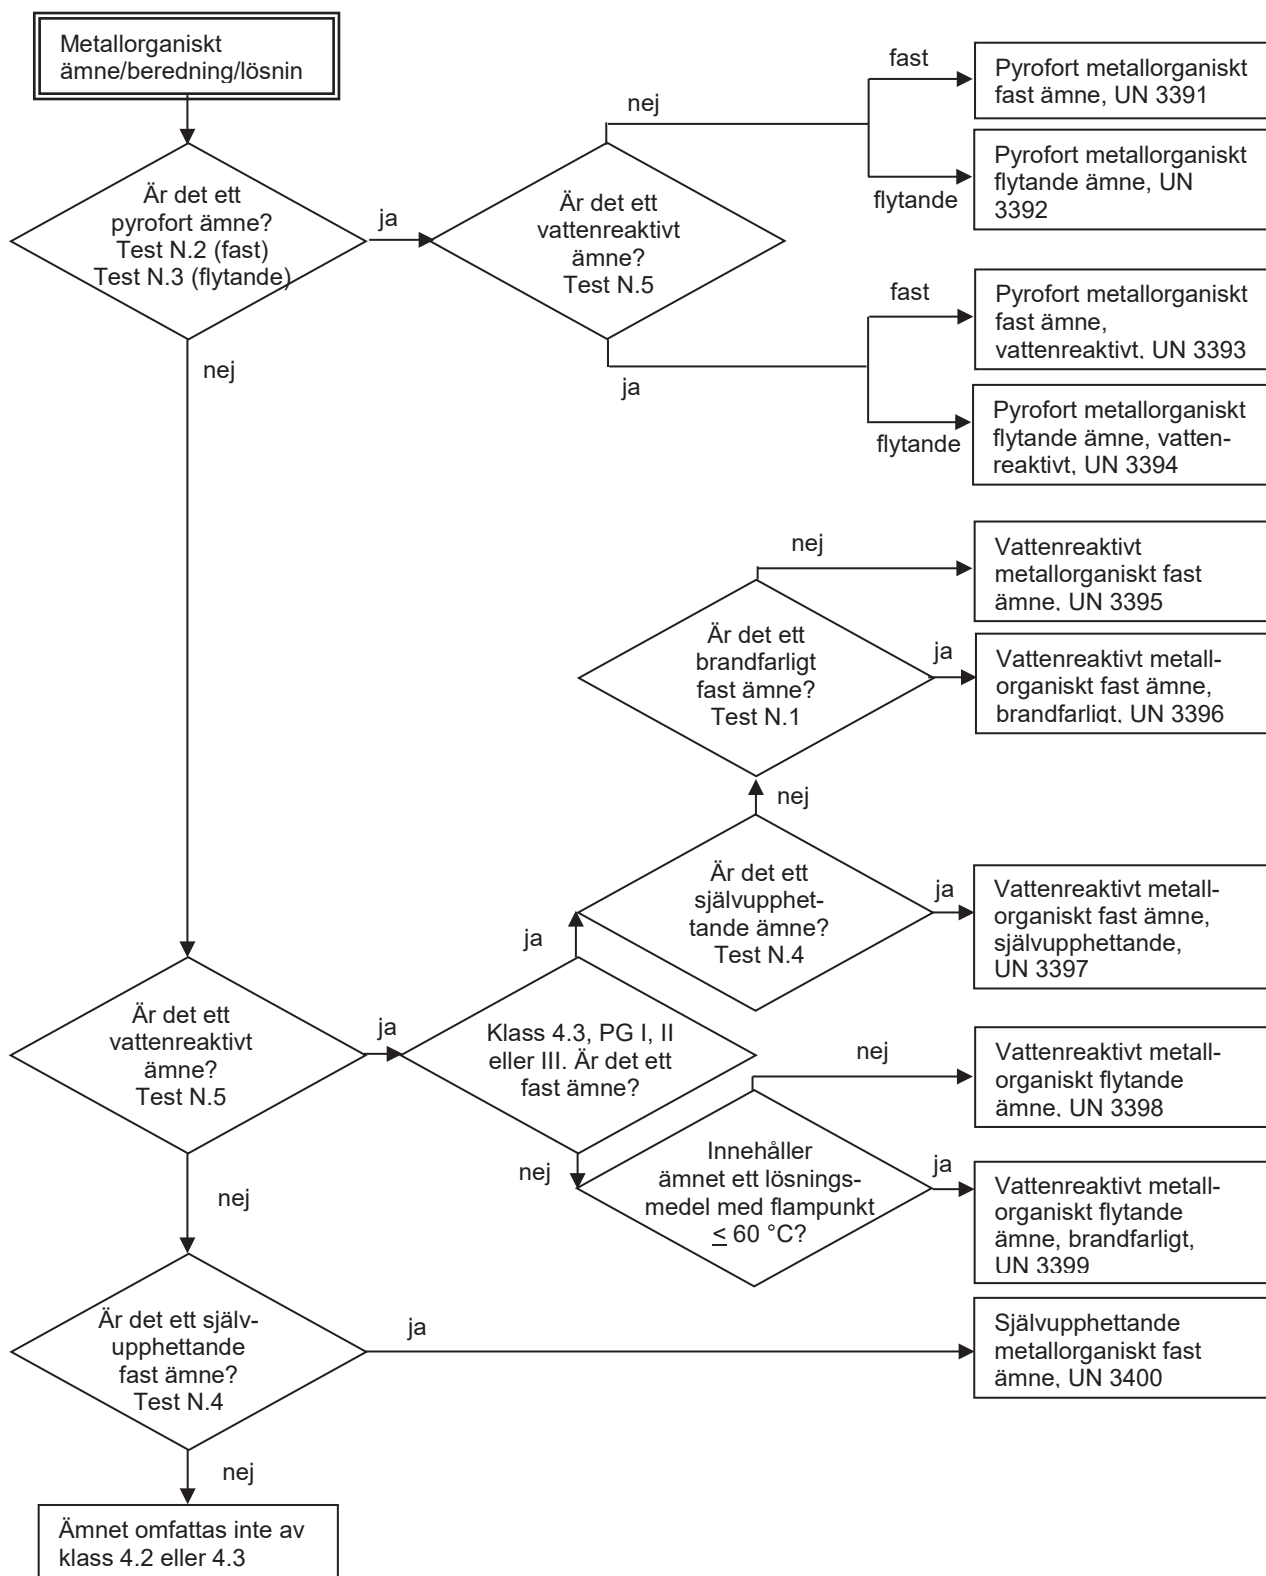 Metallorganiskt
ämne/beredning/lösnin
Är det ett
pyrofort ämne?
Test N.2 (fast)
Test N.3 (flytande)
ja
nej
Är det ett
vattenreaktivt
ämne?
Test N.5
nej
ja
fast
Pyrofort metallorganiskt
fast ämne, UN 3391
flytande
Pyrofort metallorganiskt
flytande ämne, UN
3392
fast
Pyrofort metallorganiskt
fast ämne,
vattenreaktivt, UN 3393
flytande
Pyrofort metallorganiskt
flytande ämne, vatten-
reaktivt, UN 3394
nej
Vattenreaktivt
metallorganiskt fast
ämne, UN 3395
Är det ett
brandfarligt
fast ämne?
Test N.1
ja
Vattenreaktivt metall-
organiskt fast ämne,
brandfarligt, UN 3396
nej
Är det ett
självupphet-
tande ämne?
Test N.4
ja
Vattenreaktivt metall-
organiskt fast ämne,
självupphettande,
UN 3397
ja
Är det ett
vattenreaktivt
ämne?
Test N.5
ja
Klass 4.3, PG I, II
eller III. Är det ett
fast ämne?
nej
Vattenreaktivt metall-
organiskt flytande
ämne, UN 3398
nej
Innehåller
ämnet ett lösnings-
medel med flampunkt
≤ 60 °C?
ja
Vattenreaktivt metall-
organiskt flytande
ämne, brandfarligt,
UN 3399
nej
Är det ett själv-
upphettande
fast ämne?
Test N.4
ja
Självupphettande
metallorganiskt fast
ämne, UN 3400
nej
Ämnet omfattas inte av
klass 4.2 eller 4.3